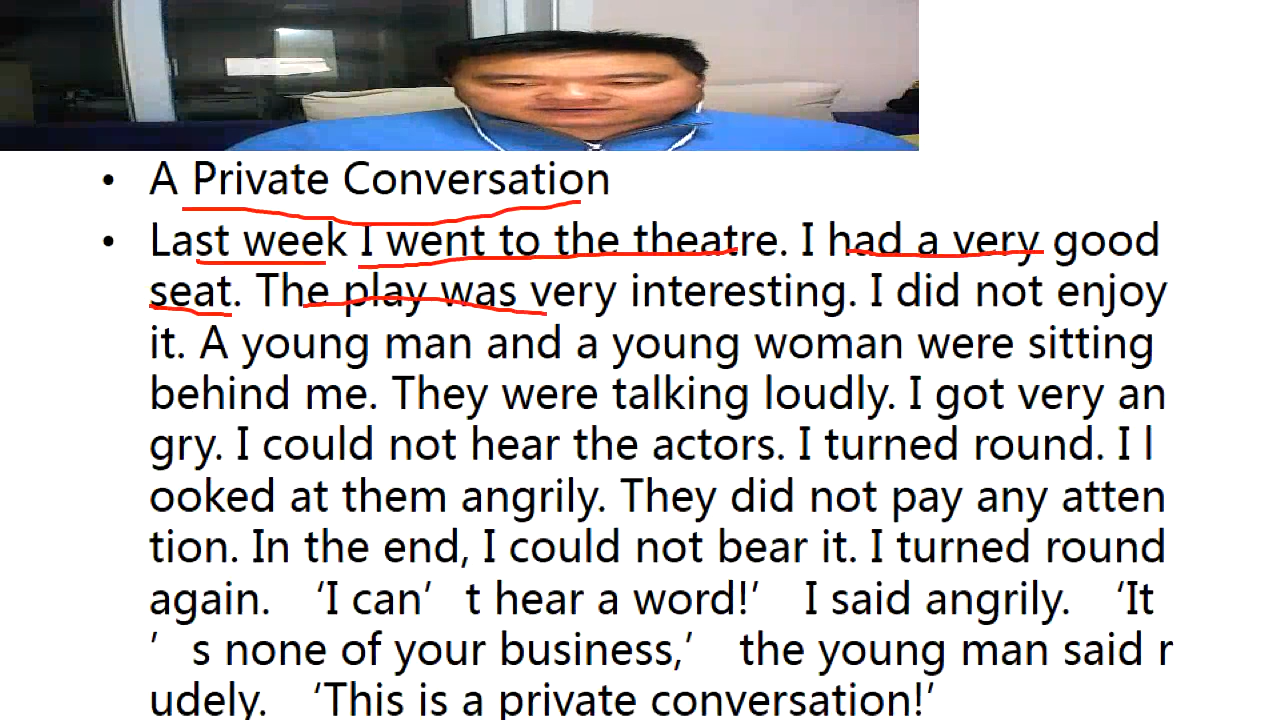 • A Private Conversation
• Last week I went to the theatre. I had a very good
seat. The play was very interesting. I did not enjoy
it. A young man and a young woman were sitting
behind me. They were talking loudly. I got very an
gry. I could not hear the actors. I turned round. I l
ooked at them angrily. They did not pay any atten
tion. In the end, I could not bear it. I turned round
again. ‘I can’ t hear a word!’ I said angrily. ‘It
’ s none of your business,’ the young man said r
udely. ‘This is a private conversation!’